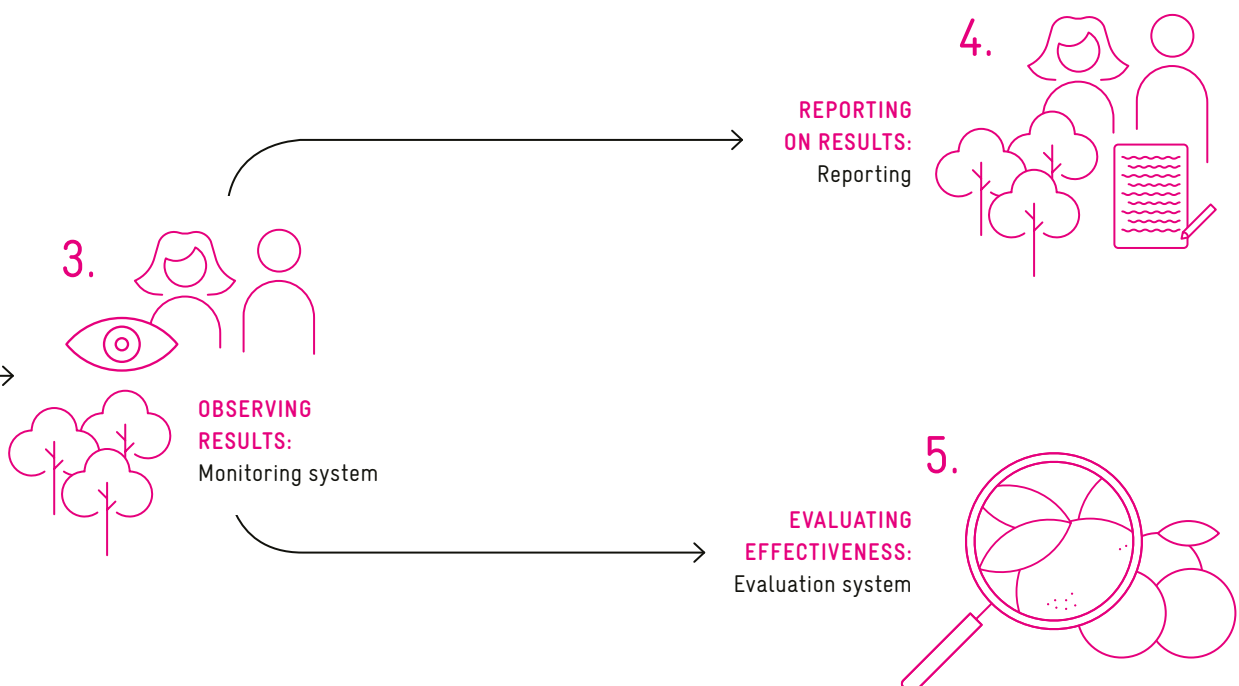 3.
OBSERVING
RESULTS:
Monitoring system
4.
REPORTING
ON RESULTS:
Reporting
5.
EVALUATING
EFFECTIVENESS:
Evaluation system